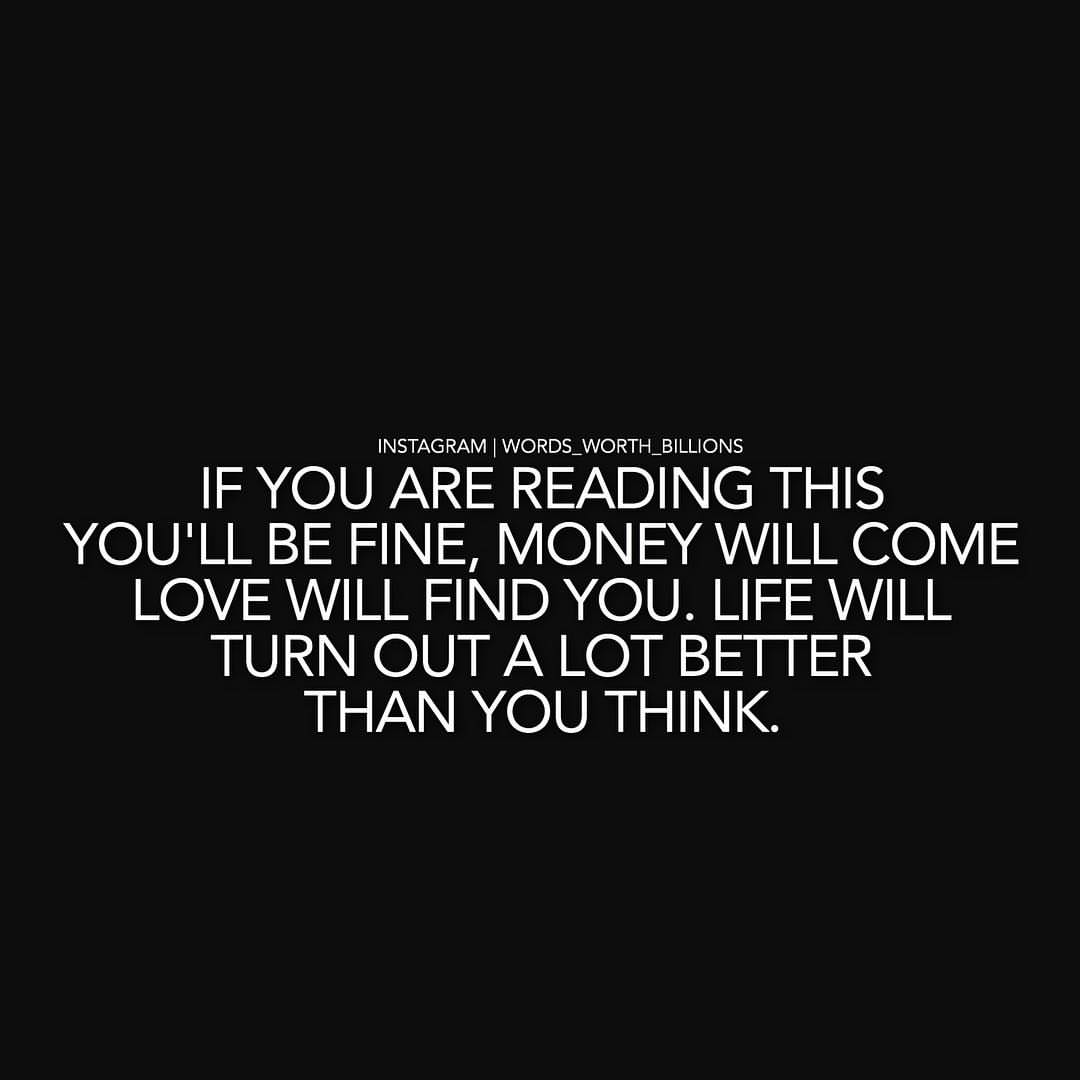 INSTAGRAM | WORDS_WORTH_BILLIONS
IF YOU ARE READING THIS
YOU'LL BE FINE, MONEY WILL COME
LOVE WILL FIND YOU. LIFE WILL
TURN OUT A LOT BETTER
THAN YOU THINK.